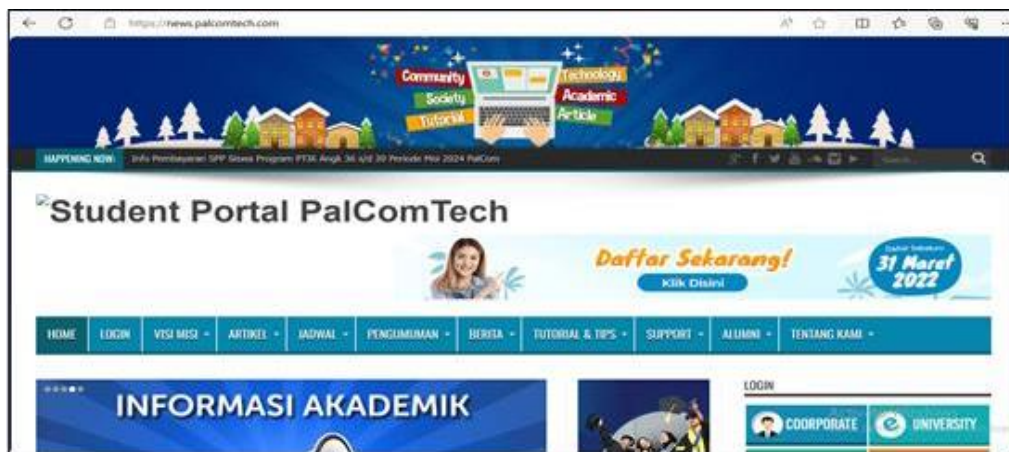 https://news.palcomtech.com
Community
Society
Tutorial
Technology
Academic
Article
HAPPENING NOW
Info Pembayaran SPP Siswa Program PT3K Angk 36 s/d 39 Periode Mei 2024 PalCom
Student Portal PalComTech
Daftar Sekarang!
Klik Disini
31 Maret
2022
HOME LOGIN VISI MISI ARTIKEL JADWAL PENGUMUMAN BERITA TUTORIAL & TIPS SUPPORT ALUMNI TENTANG KAMI
LOGIN
INFORMASI AKADEMIK
COORPORATE
UNIVERSITY